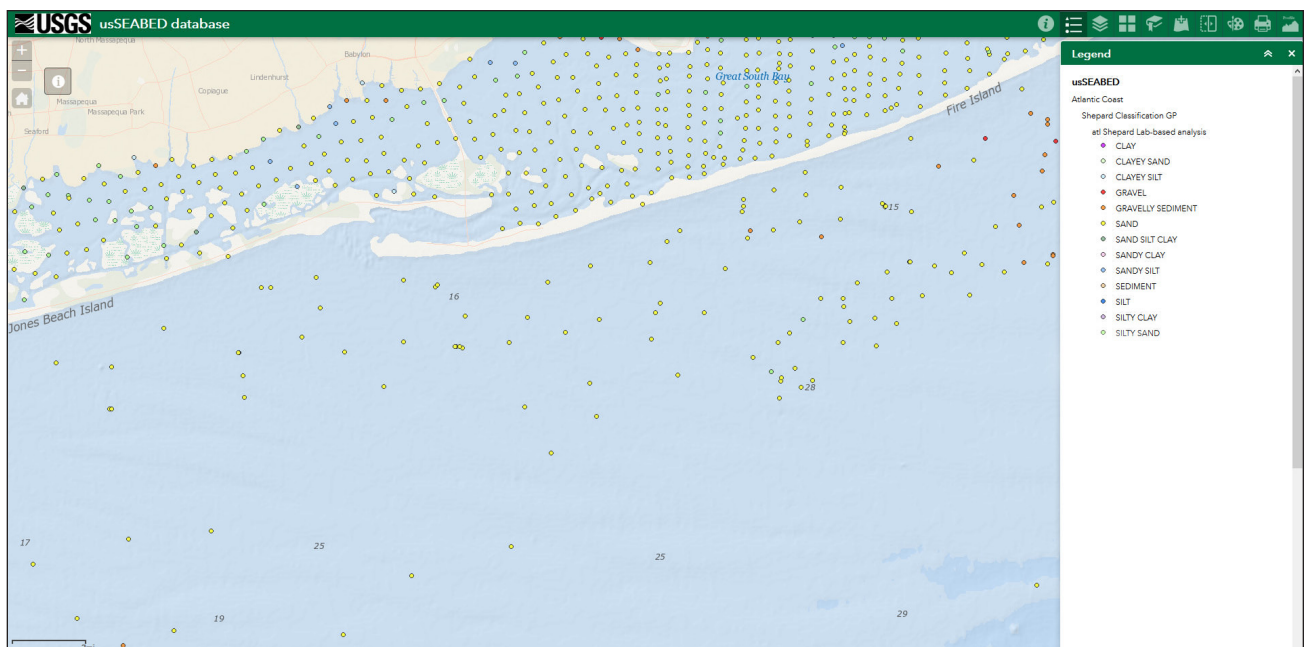 USGS usSEABED database
Legend
usSEABED
Atlantic Coast
Shepard Classification GP
atl Shepard Lab-based analysis
CLAY
CLAYEY SAND
CLAYEY SILT
GRAVEL
GRAVELLY SEDIMENT
SAND
SAND SILT CLAY
SANDY CLAY
SANDY SILT
SEDIMENT
SILT
SILTY CLAY
SILTY SAND
North Massapequa
Babylon
Lindenhurst
Great South Bay
Copiague
Massapequa
Massapequa Park
Fire Island
Seaford
15
16
Jones Beach Island
28
17
25
25
19
29